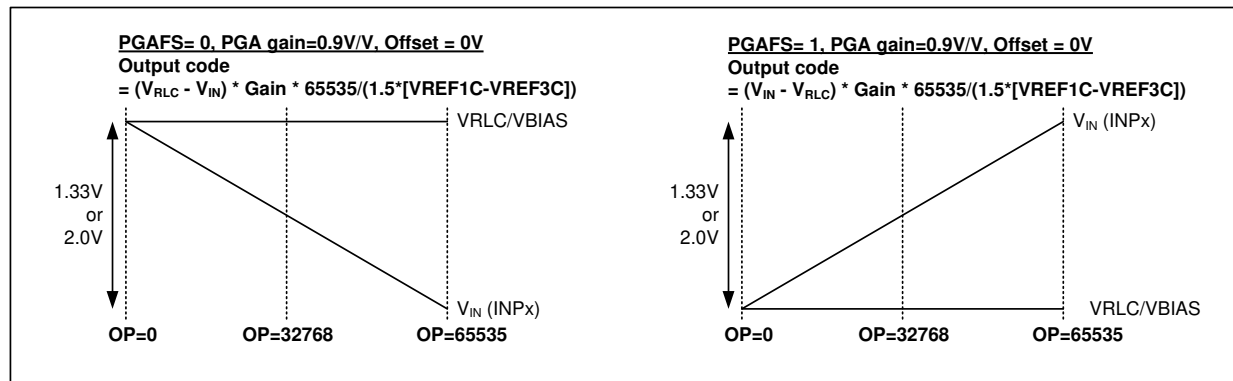 PGAFS= 0, PGA gain=0.9V/V, Offset = 0V
Output code
= (VRLC - VIN) * Gain * 65535/(1.5*[VREF1C-VREF3C])
VRLC/VBIAS
1.33V
or
2.0V
VIN (INPx)
OP=0
OP=32768
OP=65535
PGAFS= 1, PGA gain=0.9V/V, Offset = 0V
Output code
= (VIN - VRLC) * Gain * 65535/(1.5*[VREF1C-VREF3C])
VIN (INPx)
1.33V
or
2.0V
VRLC/VBIAS
OP=0
OP=32768
OP=65535